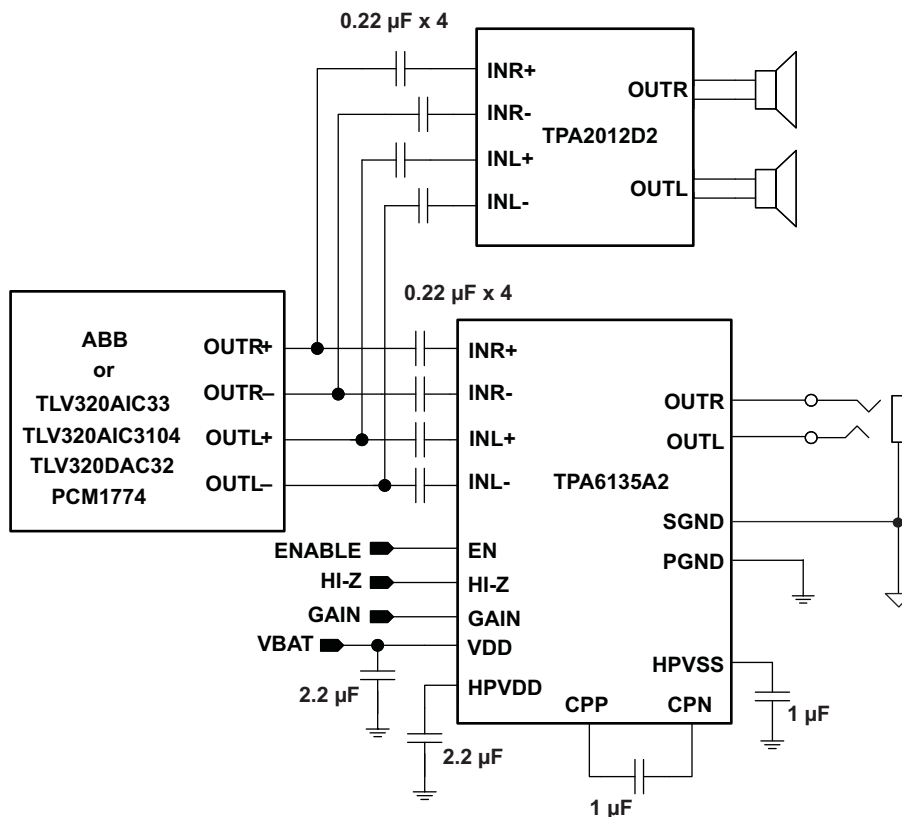 0.22 µF x 4
INR+
INR-
INL+
INL-
TPA2012D2
OUTR
OUTL
0.22 µF x 4
ABB
or
TLV320AIC33
TLV320AIC3104
TLV320DAC32
PCM1774
OUTR+
OUTR–
OUTL+
OUTL–
INR+
INR-
INL+
INL-
TPA6135A2
OUTR
OUTL
SGND
PGND
ENABLE
EN
HI-Z
HI-Z
GAIN
GAIN
VBAT
VDD
HPVDD
HPVSS
CPP
CPN
2.2 µF
2.2 µF
1 µF
1 µF